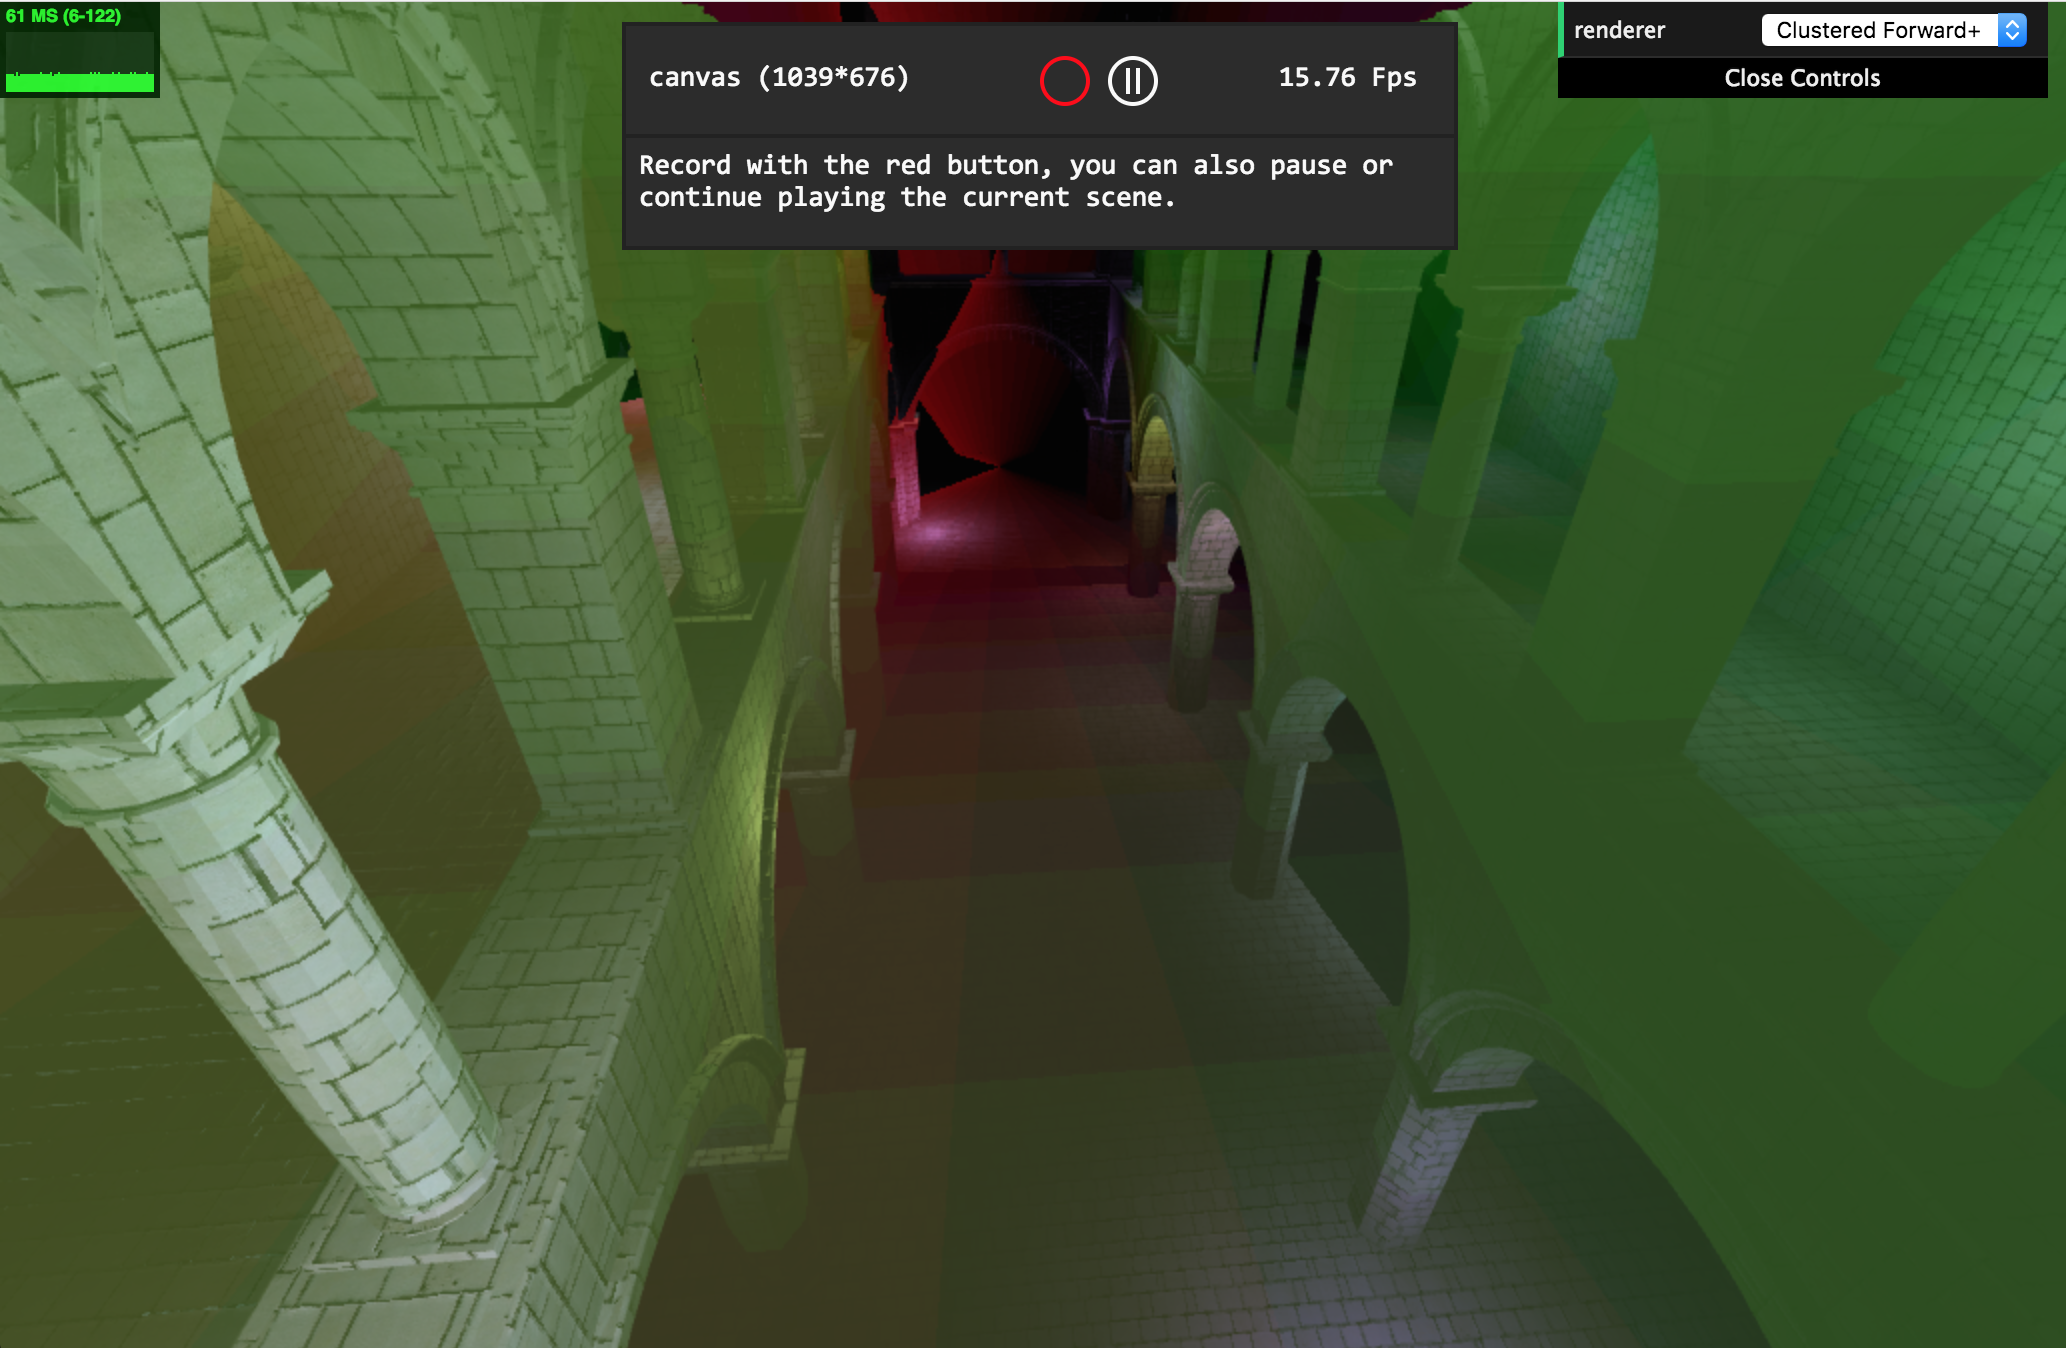 61 MS (6-122)
canvas (1039*676)
15.76 Fps
Record with the red button, you can also pause or
continue playing the current scene.
renderer
Clustered Forward+
Close Controls